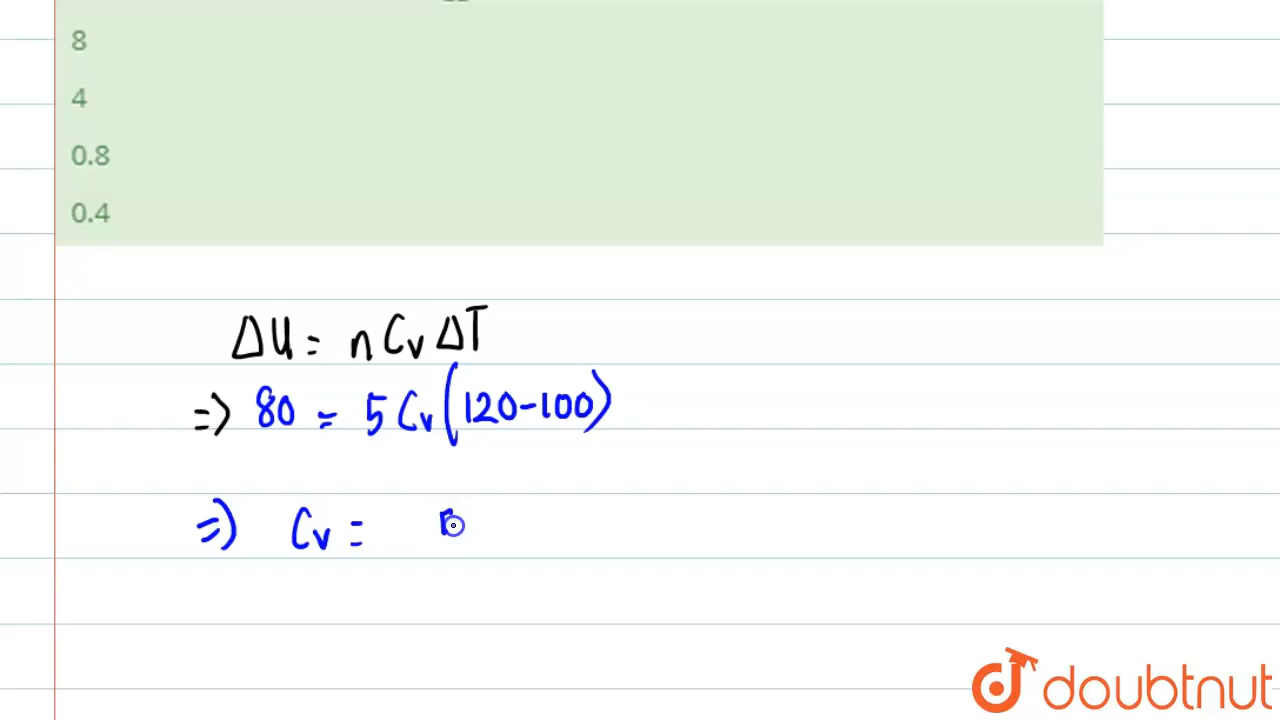 8
4
0.8
0.4
ΔU = nCvΔT
=> 80 = 5Cv(120-100)
=> Cv =
doubtnut